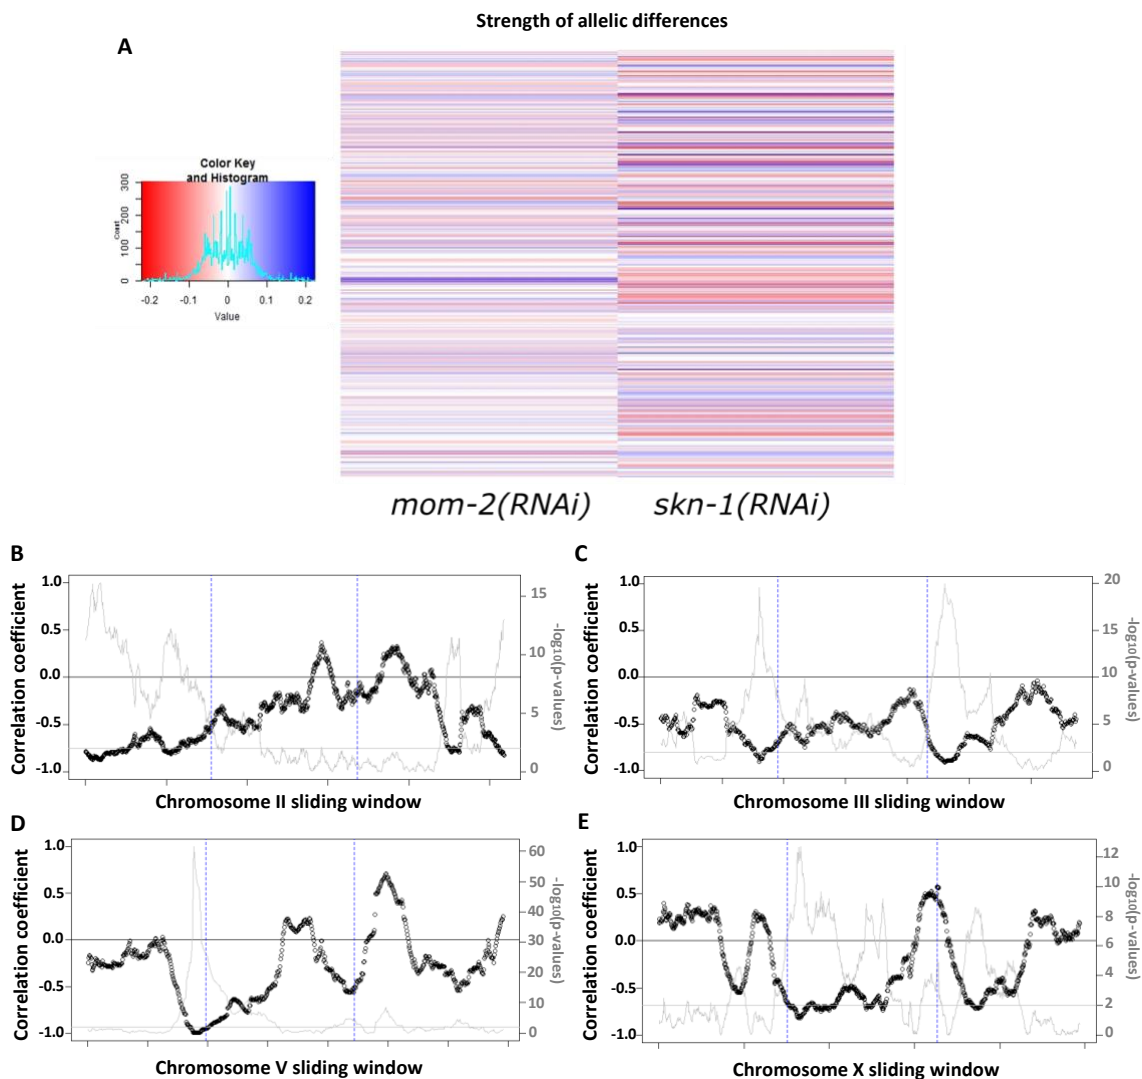 Strength of allelic differences
A
Color Key
and Histogram
Count
0 100 200 300
-0.2 -0.1 0 0.1 0.2
Value
mom-2(RNAi) skn-1(RNAi)
B
Correlation coefficient
1.0
0.5
0.0
-0.5
-1.0
15
10
5
0
-log10(p-values)
Chromosome II sliding window
C
Correlation coefficient
1.0
0.5
0.0
-0.5
-1.0
20
15
10
5
0
-log10(p-values)
Chromosome III sliding window
D
Correlation coefficient
1.0
0.5
0.0
-0.5
-1.0
60
50
40
30
20
10
0
-log10(p-values)
Chromosome V sliding window
E
Correlation coefficient
1.0
0.5
0.0
-0.5
-1.0
12
10
8
6
4
2
0
-log10(p-values)
Chromosome X sliding window